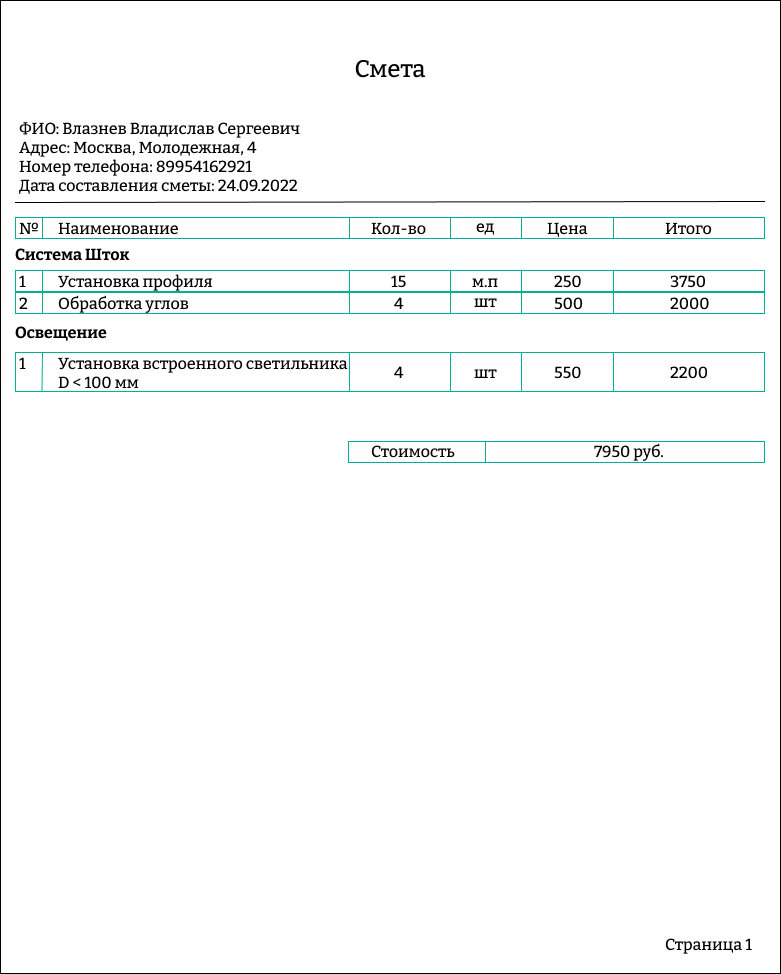 Смета
ФИО: Влазнев Владислав Сергеевич
Адрес: Москва, Молодежная, 4
Номер телефона: 89954162921
Дата составления сметы: 24.09.2022
№ Наименование Кол-во ед Цена Итого
Система Шток
1 Установка профиля 15 м.п 250 3750
2 Обработка углов 4 шт 500 2000
Освещение
1 Установка встроенного светильника 4 шт 550 2200
D < 100 мм
Стоимость 7950 руб.
Страница 1